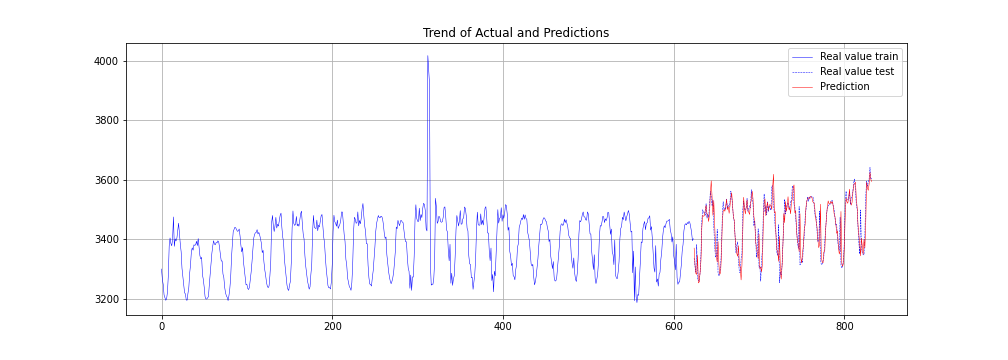 Trend of Actual and Predictions
Real value train
Real value test
Prediction
4000
3800
3600
3400
3200
0
200
400
600
800